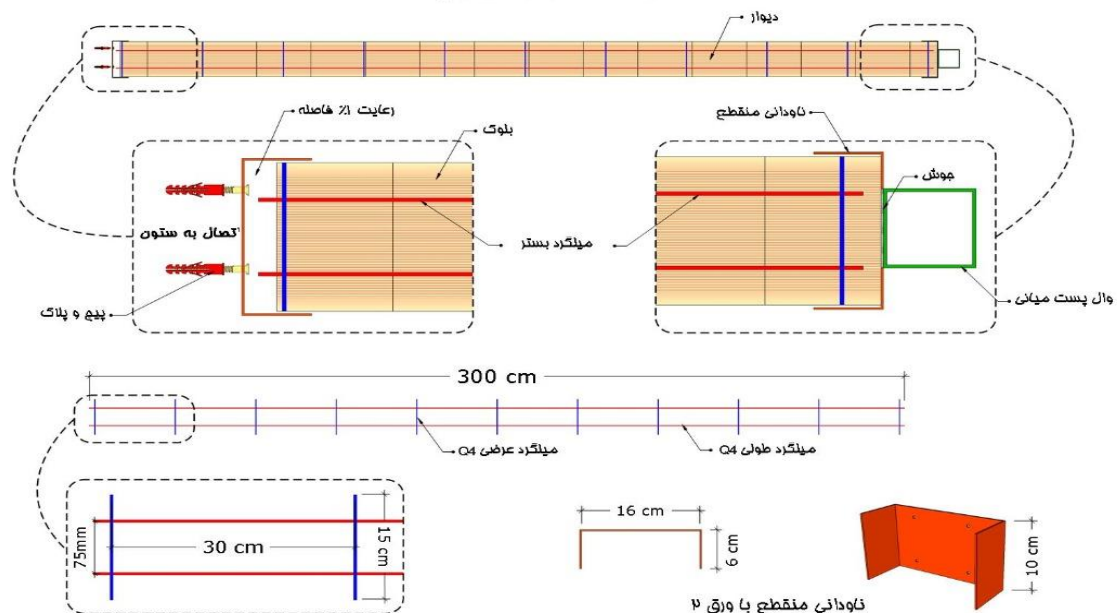 دیوار
رعایت ۱٪ فاصله
بلوک
ناودانی منقطع
جوش
اتصال به ستون
میلگرد بستر
پیچ و پلاک
وال پست میانی
300 cm
میلگرد عرضی Q4
میلگرد طولی Q4
75mm
30 cm
15 cm
16 cm
6 cm
10 cm
ناودانی منقطع با ورق ۲